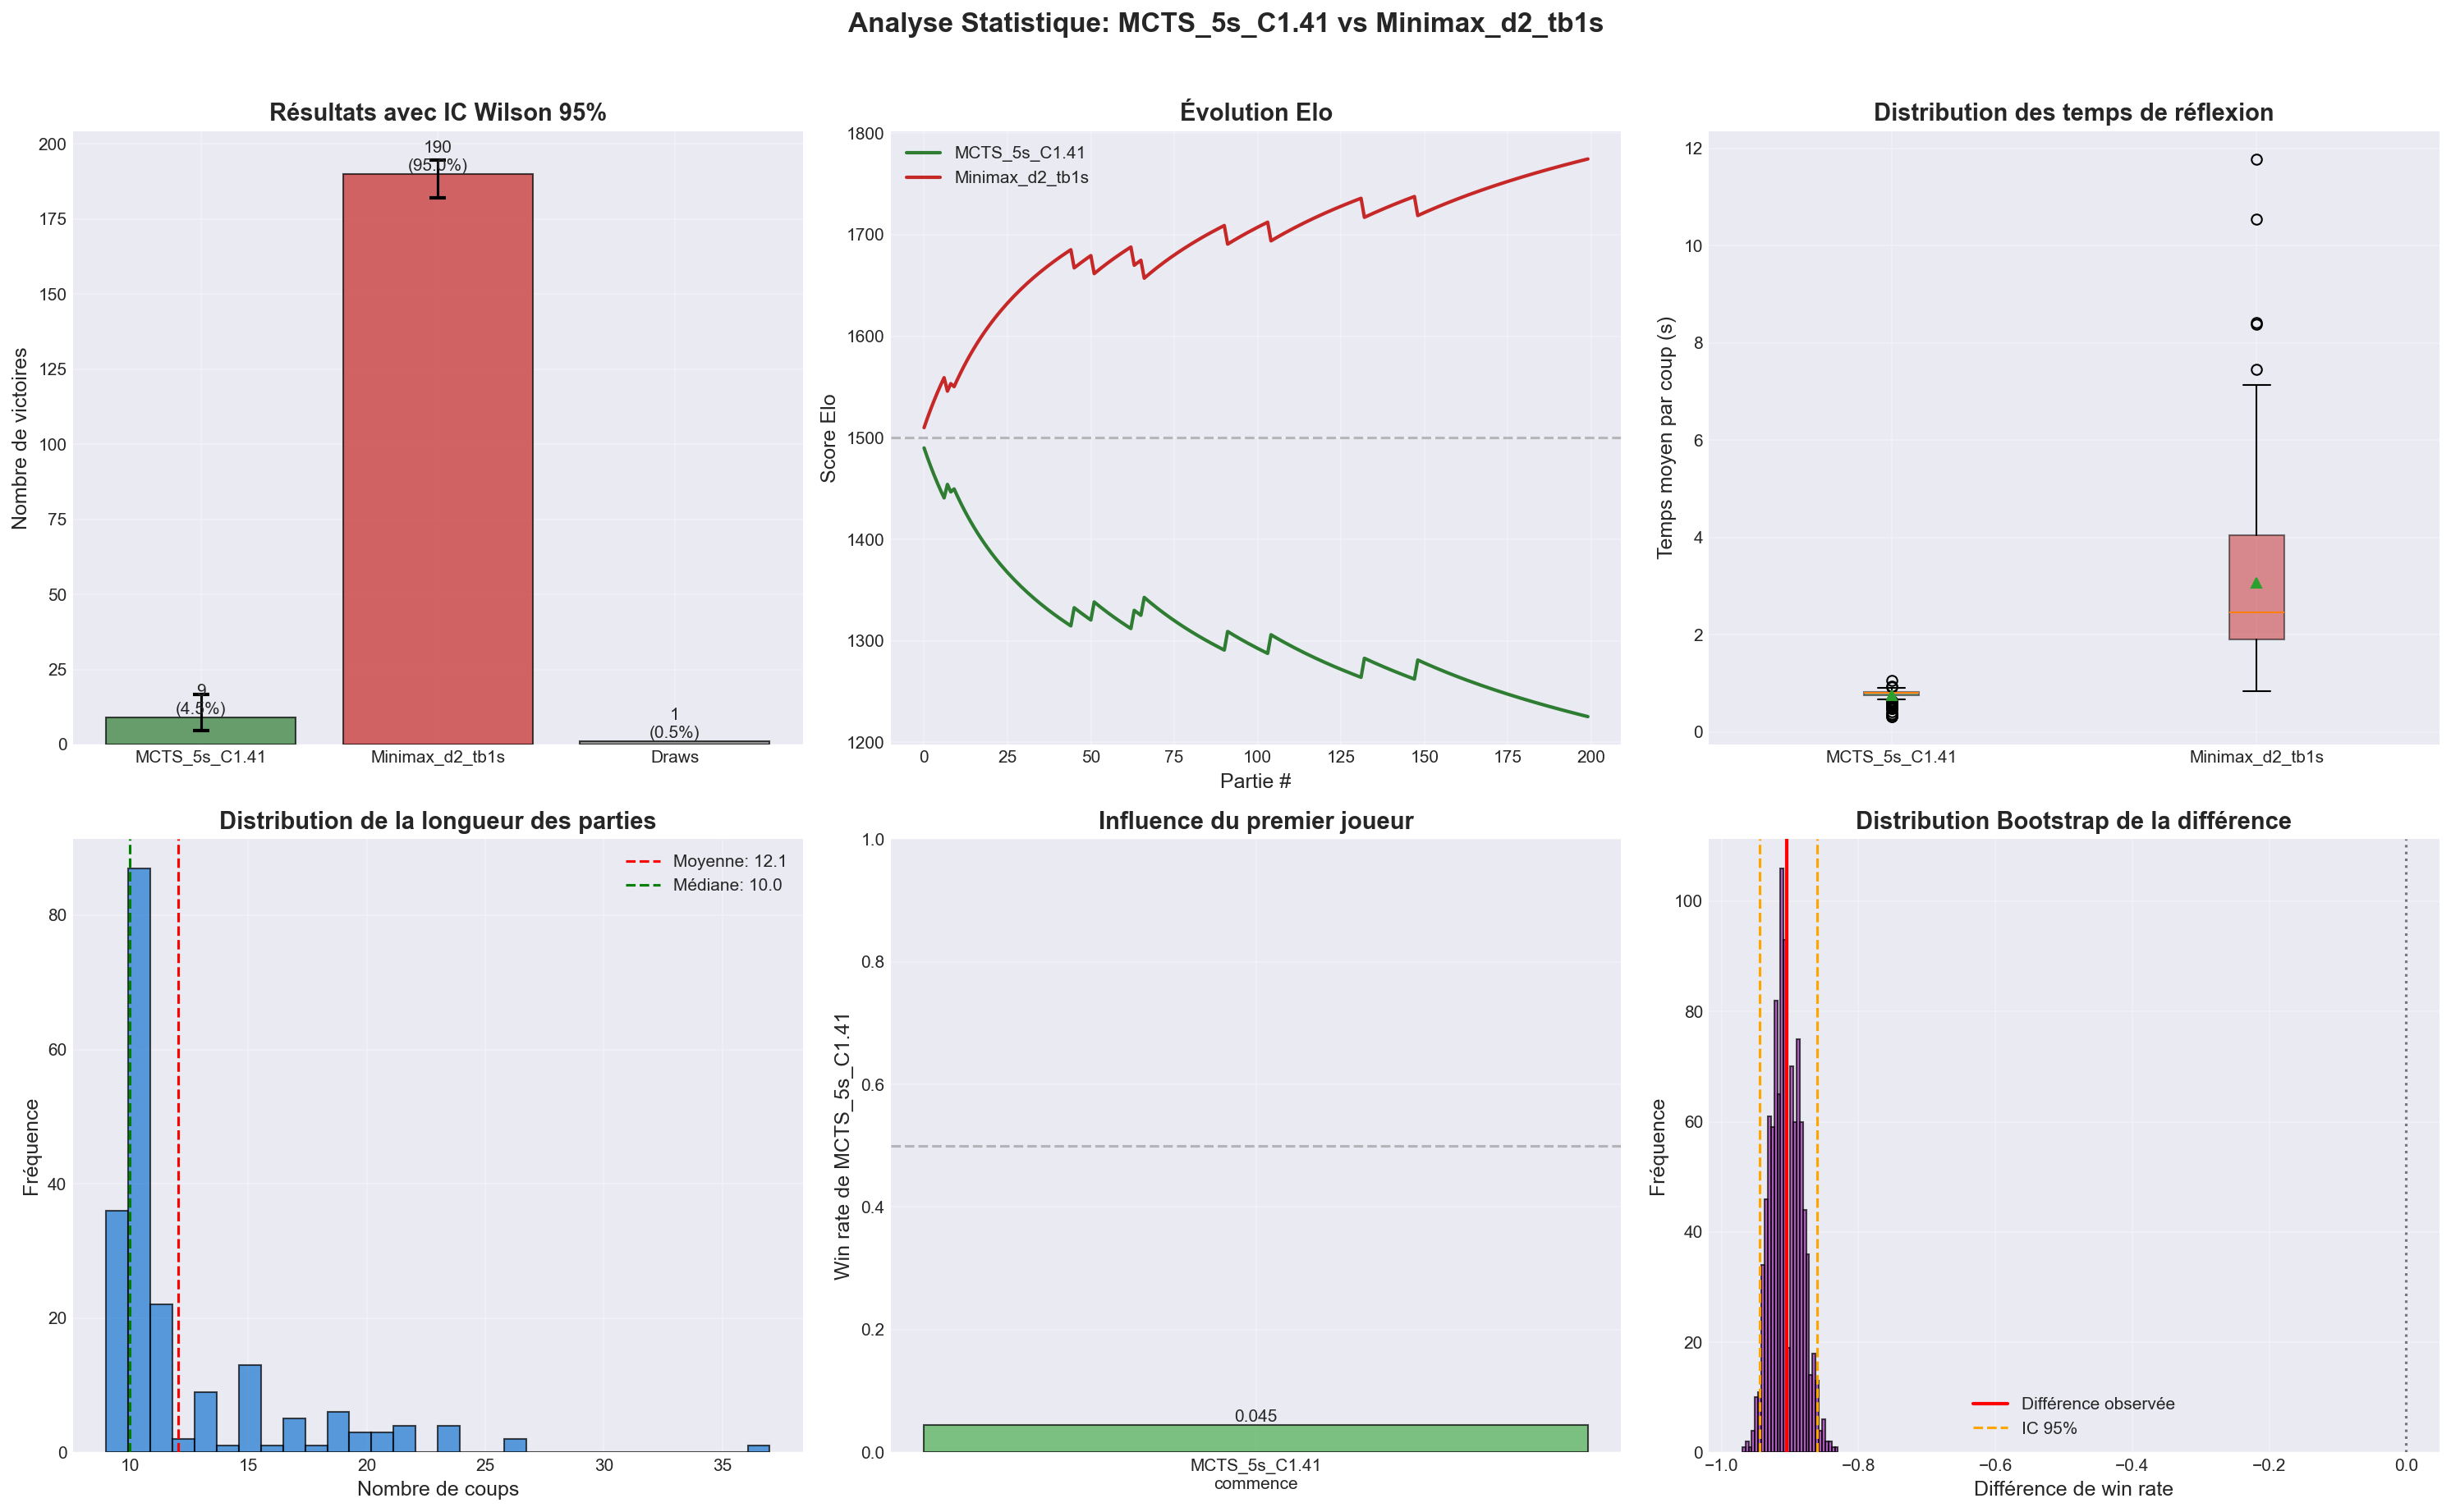 Analyse Statistique: MCTS_5s_C1.41 vs Minimax_d2_tb1s
Résultats avec IC Wilson 95%
Nombre de victoires
200
175
150
125
100
75
50
25
0
190
(95.0%)
9
(4.5%)
1
(0.5%)
MCTS_5s_C1.41
Minimax_d2_tb1s
Draws
Évolution Elo
MCTS_5s_C1.41
Minimax_d2_tb1s
Score Elo
1800
1700
1600
1500
1400
1300
1200
0 25 50 75 100 125 150 175 200
Partie #
Distribution des temps de réflexion
Temps moyen par coup (s)
12
10
8
6
4
2
0
MCTS_5s_C1.41
Minimax_d2_tb1s
Distribution de la longueur des parties
Moyenne: 12.1
Médiane: 10.0
Fréquence
80
60
40
20
0
10 15 20 25 30 35
Nombre de coups
Influence du premier joueur
Win rate de MCTS_5s_C1.41
1.0
0.8
0.6
0.4
0.2
0.0
0.045
MCTS_5s_C1.41
commence
Distribution Bootstrap de la différence
Fréquence
100
80
60
40
20
0
Différence observée
IC 95%
−1.0 −0.8 −0.6 −0.4 −0.2 0.0
Différence de win rate